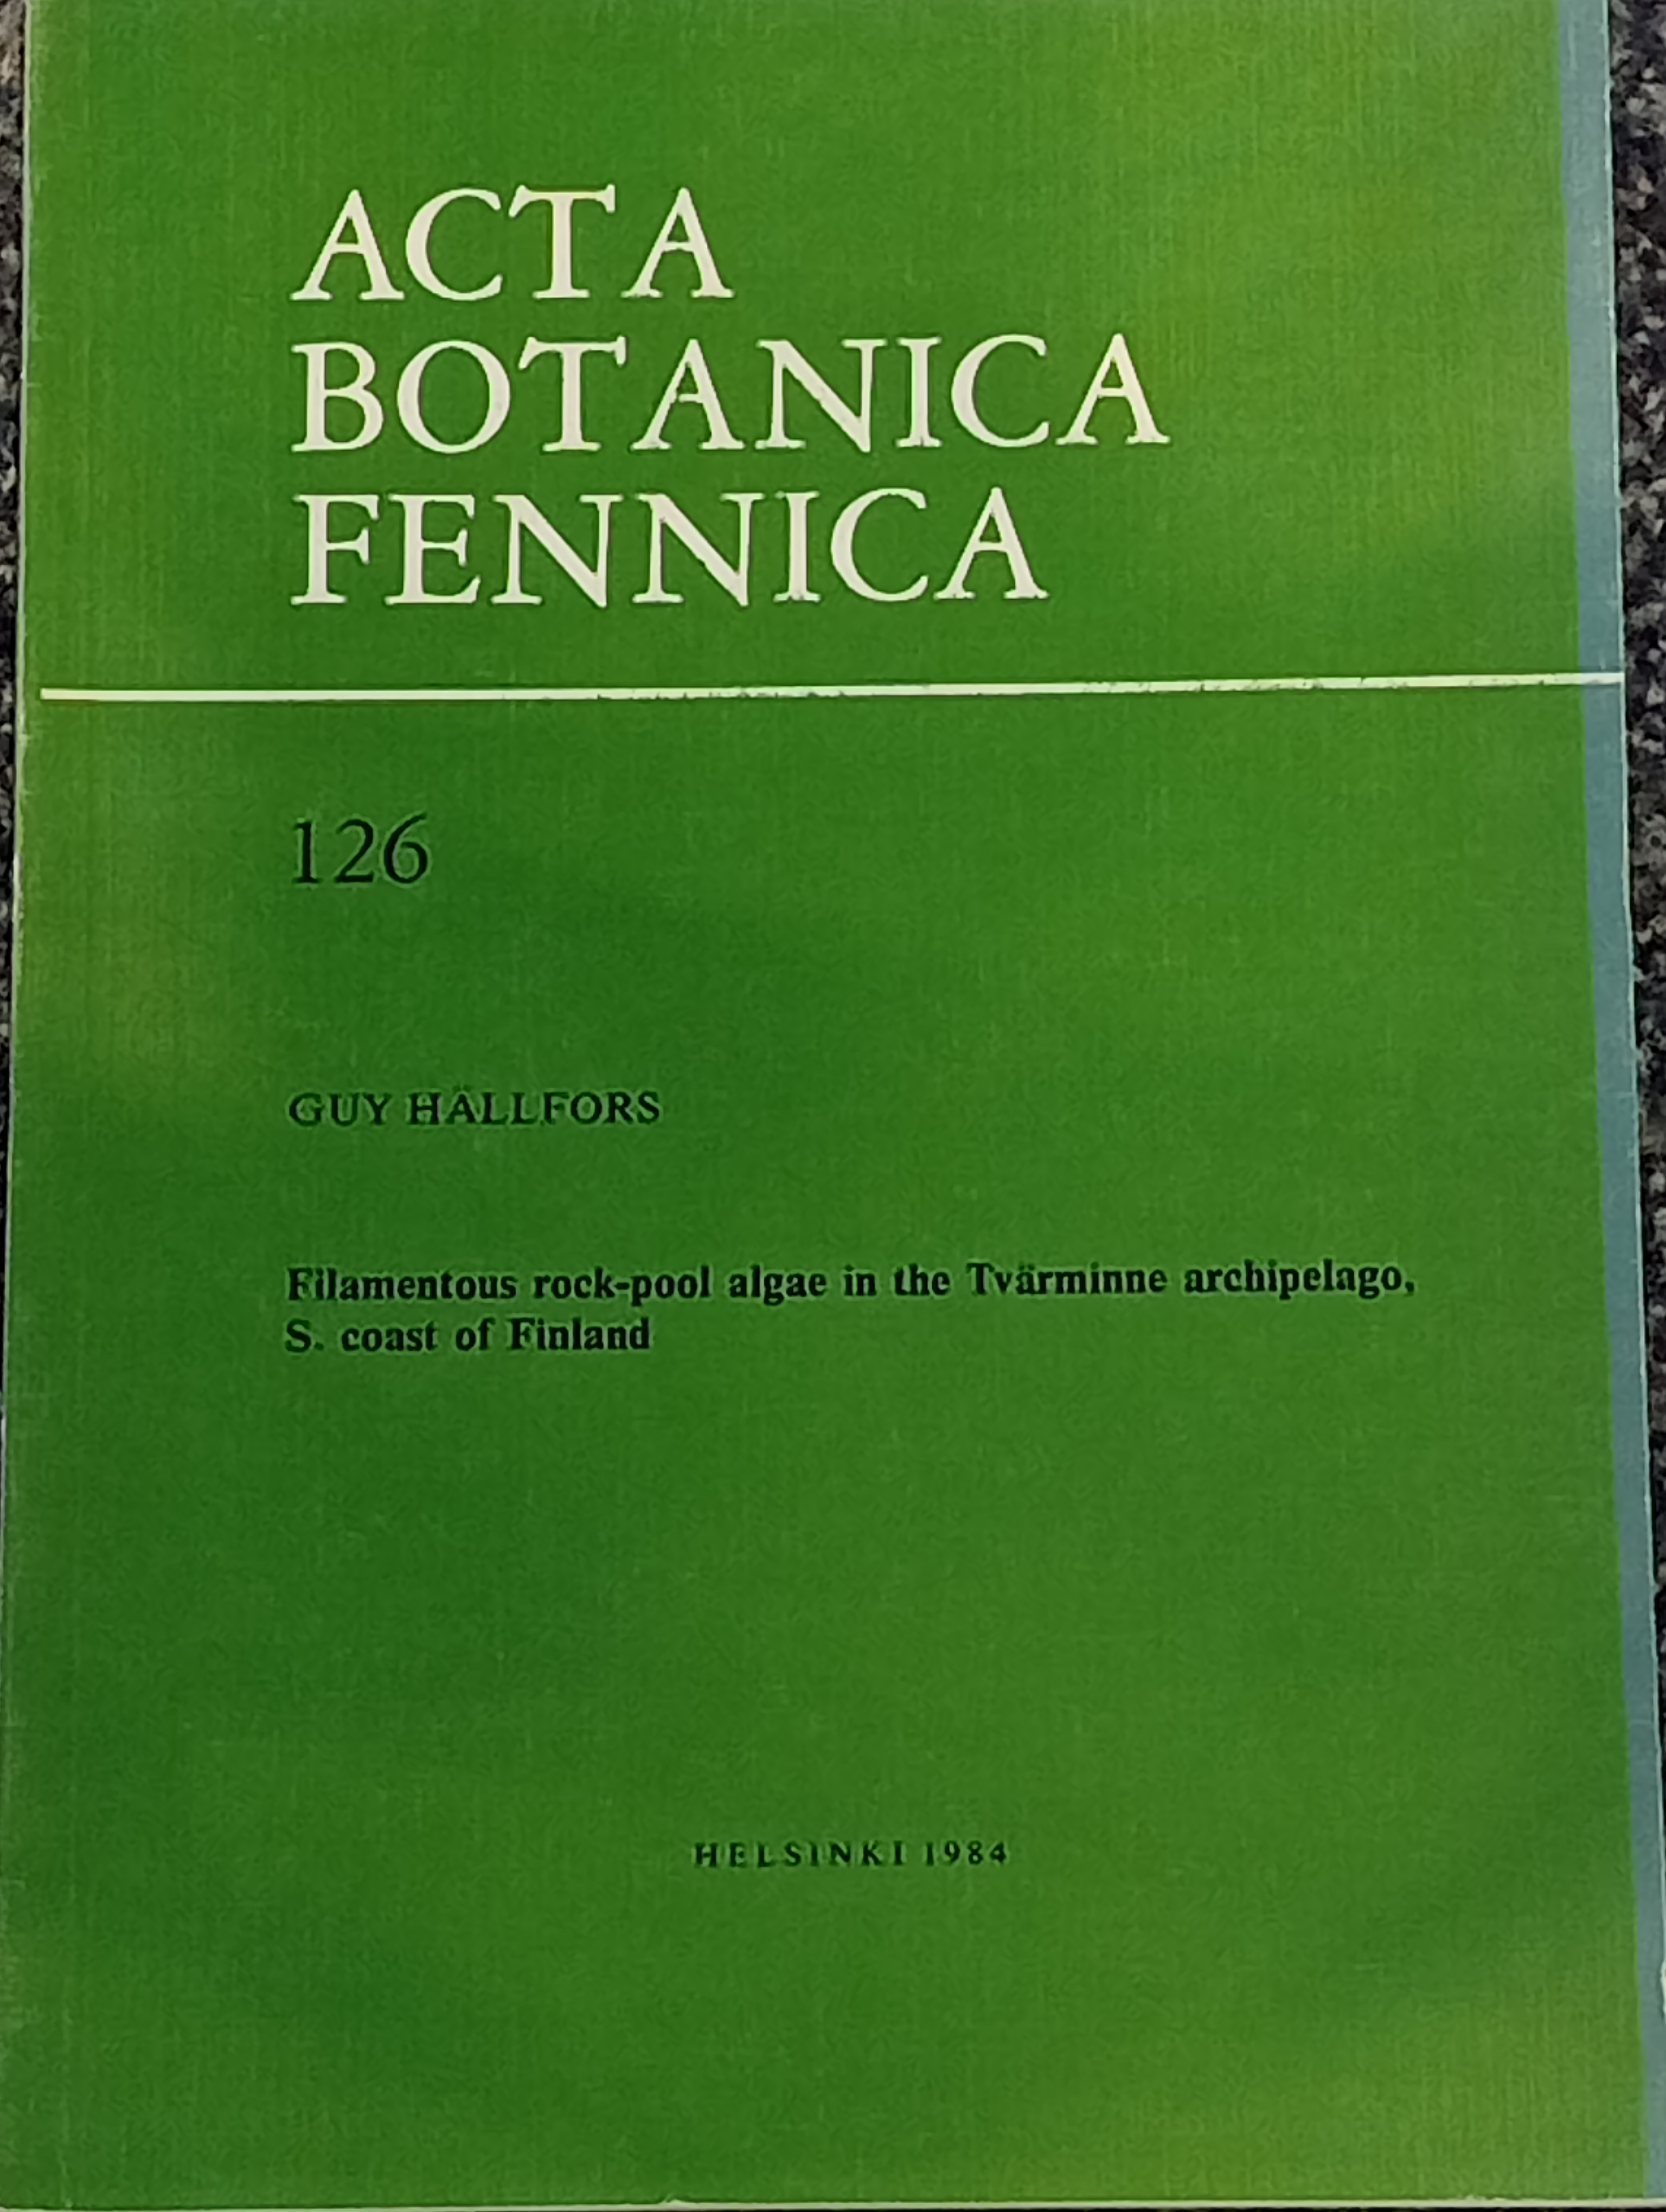 ACTA
BOTANICA
FENNICA
126
GUY HÄLLFORS
Filamentous rock-pool algae in the Tvärminne archipelago,
S. coast of Finland
HELSINKI 1984